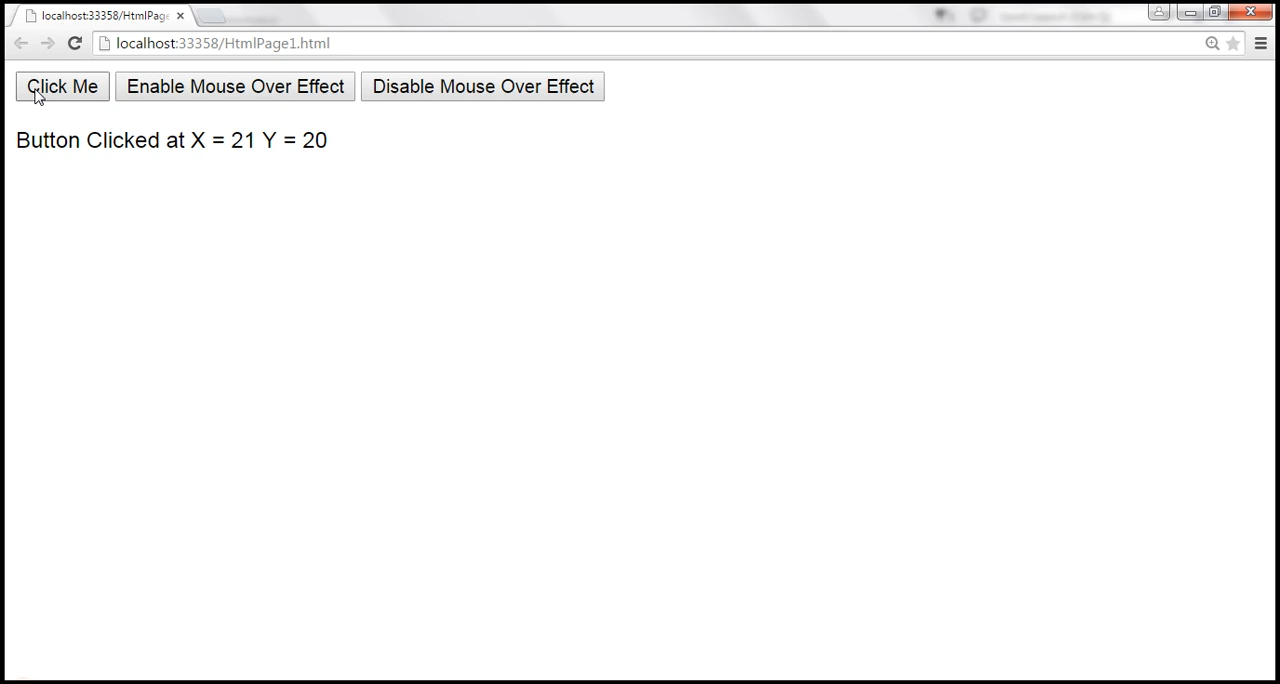 localhost:33358/HtmlPage
localhost:33358/HtmlPage1.html
Click Me Enable Mouse Over Effect Disable Mouse Over Effect
Button Clicked at X = 21 Y = 20